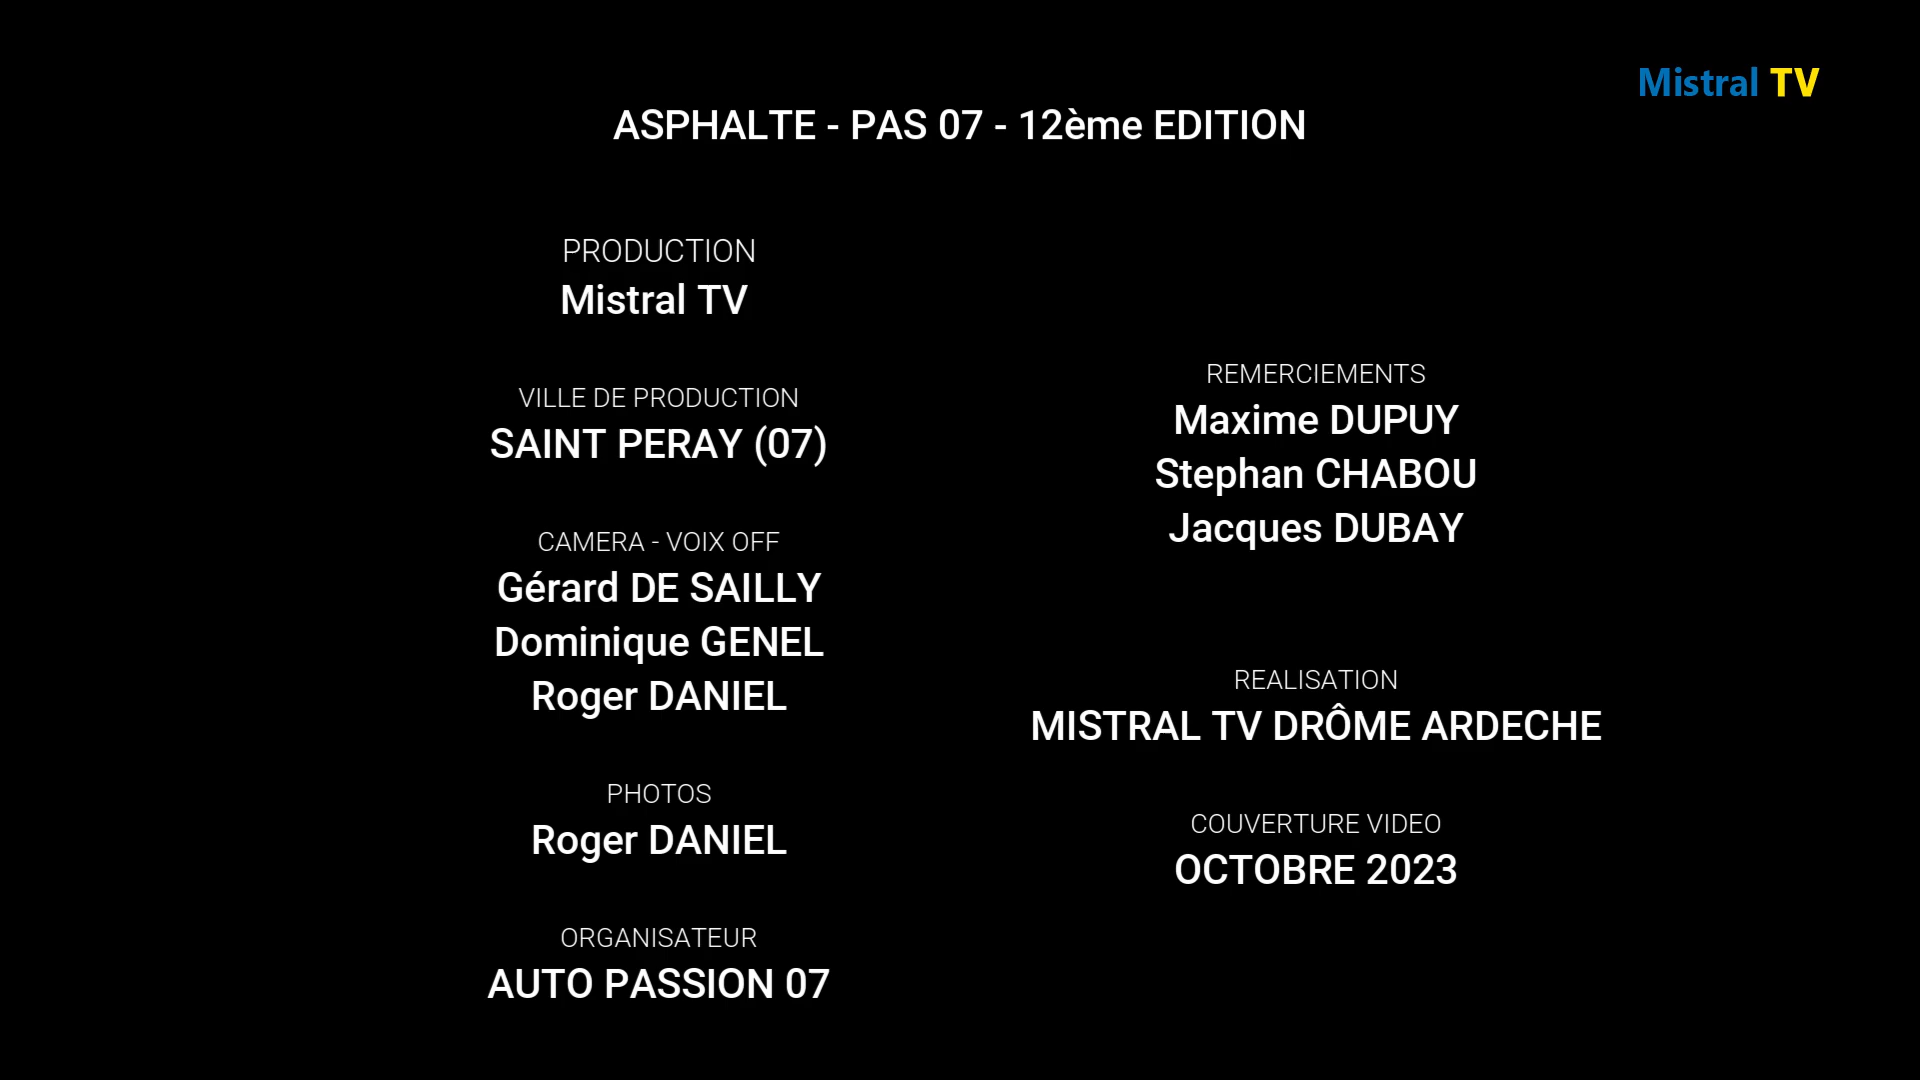 Mistral TV
ASPHALTE - PAS 07 - 12ème EDITION
PRODUCTION
Mistral TV
VILLE DE PRODUCTION
SAINT PERAY (07)
CAMERA - VOIX OFF
Gérard DE SAILLY
Dominique GENEL
Roger DANIEL
PHOTOS
Roger DANIEL
ORGANISATEUR
AUTO PASSION 07
REMERCIEMENTS
Maxime DUPUY
Stephan CHABOU
Jacques DUBAY
REALISATION
MISTRAL TV DRÔME ARDECHE
COUVERTURE VIDEO
OCTOBRE 2023